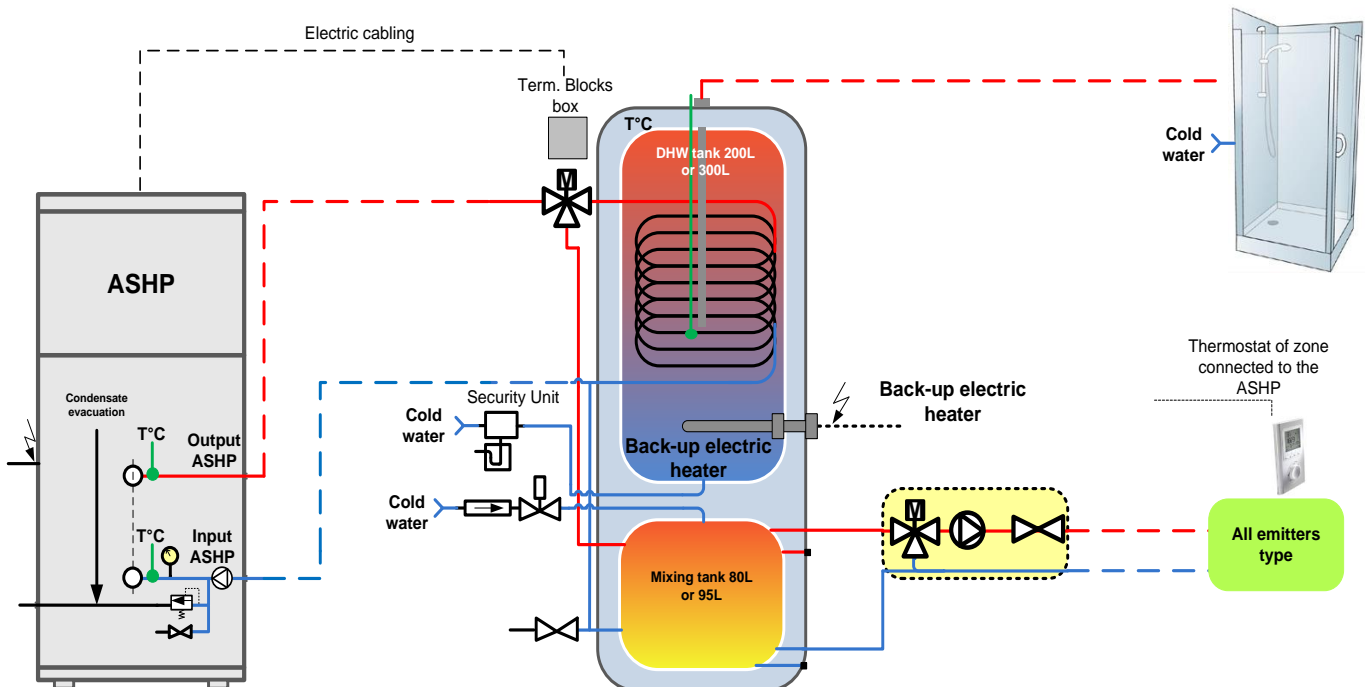 Electric cabling
Term. Blocks
box
T°C
DHW tank 200L
or 300L
M
Cold
water
ASHP
Thermostat of zone
connected to the
ASHP
Condensate
evacuation
Security Unit
Back-up electric
heater
Cold
water
T°C
Output
ASHP
Back-up electric
heater
Cold
water
M
T°C
Input
ASHP
All emitters
type
Mixing tank 80L
or 95L